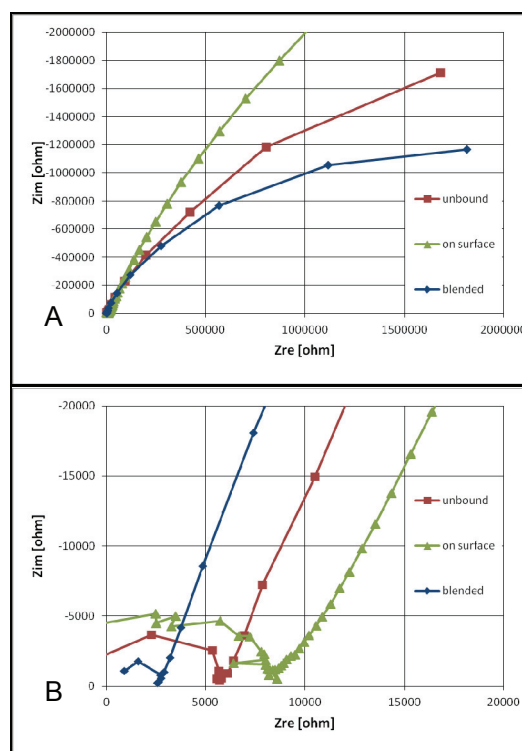 -2000000
-1800000
-1600000
-1400000
-1200000
-1000000
-800000
-600000
-400000
-200000
0
Zim [ohm]
unbound
on surface
blended
A
0
500000
1000000
1500000
2000000
Zre [ohm]
-20000
-15000
-10000
-5000
0
Zim [ohm]
unbound
on surface
blended
B
0
5000
10000
15000
20000
Zre [ohm]